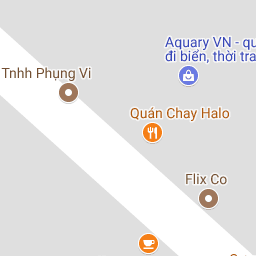 Aquary VN - qu
đi biển, thời tra
Tnhh Phụng Vi
Quán Chay Halo
Flix Co